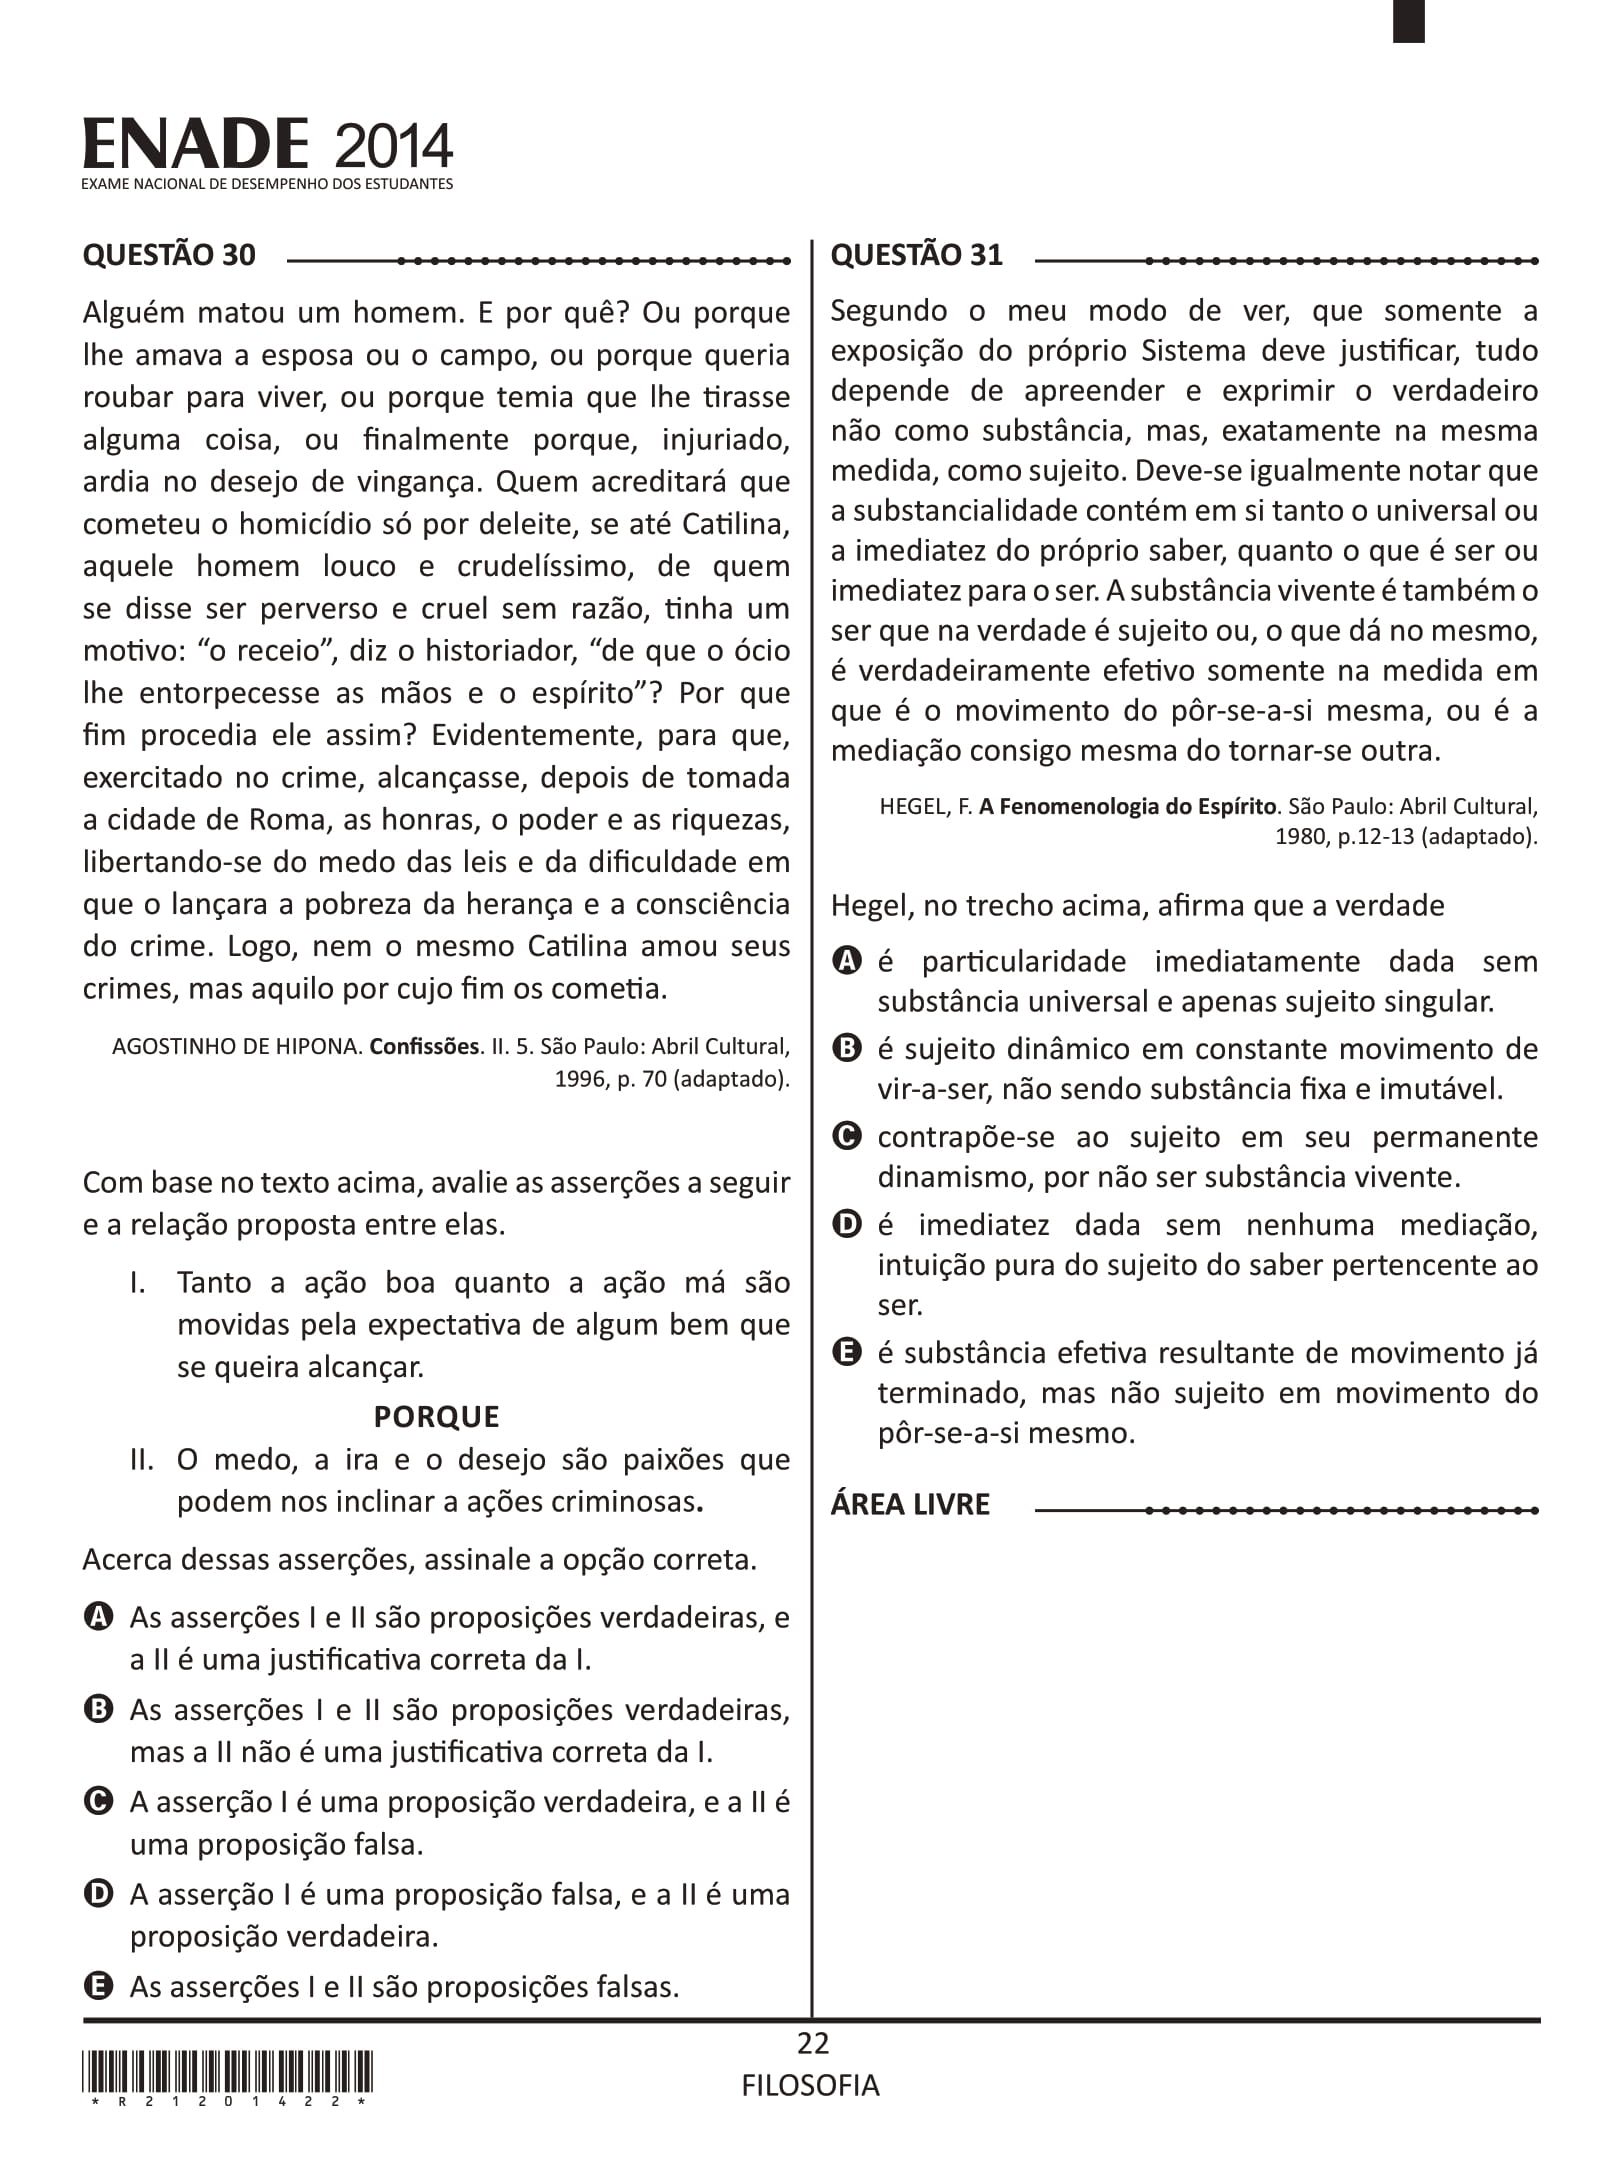 ENADE 2014
EXAME NACIONAL DE DESEMPENHO DOS ESTUDANTES
QUESTÃO 30
Alguém matou um homem. E por quê? Ou porque
lhe amava a esposa ou o campo, ou porque queria
roubar para viver, ou porque temia que lhe tirasse
alguma coisa, ou finalmente porque, injuriado,
ardia no desejo de vingança. Quem acreditará que
cometeu o homicídio só por deleite, se até Catilina,
aquele homem louco e crudelíssimo, de quem
se disse ser perverso e cruel sem razão, tinha um
motivo: “o receio”, diz o historiador, “de que o ócio
lhe entorpecesse as mãos e o espírito”? Por que
fim procedia ele assim? Evidentemente, para que,
exercitado no crime, alcançasse, depois de tomada
a cidade de Roma, as honras, o poder e as riquezas,
libertando-se do medo das leis e da dificuldade em
que o lançara a pobreza da herança e a consciência
do crime. Logo, nem o mesmo Catilina amou seus
crimes, mas aquilo por cujo fim os cometia.
AGOSTINHO DE HIPONA. Confissões. II. 5. São Paulo: Abril Cultural,
1996, p. 70 (adaptado).
Com base no texto acima, avalie as asserções a seguir
e a relação proposta entre elas.
I. Tanto a ação boa quanto a ação má são
movidas pela expectativa de algum bem que
se queira alcançar.
PORQUE
II. O medo, a ira e o desejo são paixões que
podem nos inclinar a ações criminosas.
Acerca dessas asserções, assinale a opção correta.
A As asserções I e II são proposições verdadeiras, e
a II é uma justificativa correta da I.
B As asserções I e II são proposições verdadeiras,
mas a II não é uma justificativa correta da I.
C A asserção I é uma proposição verdadeira, e a II é
uma proposição falsa.
D A asserção I é uma proposição falsa, e a II é uma
proposição verdadeira.
E As asserções I e II são proposições falsas.
QUESTÃO 31
Segundo o meu modo de ver, que somente a
exposição do próprio Sistema deve justificar, tudo
depende de apreender e exprimir o verdadeiro
não como substância, mas, exatamente na mesma
medida, como sujeito. Deve-se igualmente notar que
a substancialidade contém em si tanto o universal ou
a imediatez do próprio saber, quanto o que é ser ou
imediatez para o ser. A substância vivente é também o
ser que na verdade é sujeito ou, o que dá no mesmo,
é verdadeiramente efetivo somente na medida em
que é o movimento do pôr-se-a-si mesma, ou é a
mediação consigo mesma do tornar-se outra.
HEGEL, F. A Fenomenologia do Espírito. São Paulo: Abril Cultural,
1980, p.12-13 (adaptado).
Hegel, no trecho acima, afirma que a verdade
A é particularidade imediatamente dada sem
substância universal e apenas sujeito singular.
B é sujeito dinâmico em constante movimento de
vir-a-ser, não sendo substância fixa e imutável.
C contrapõe-se ao sujeito em seu permanente
dinamismo, por não ser substância vivente.
D é imediatez dada sem nenhuma mediação,
intuição pura do sujeito do saber pertencente ao
ser.
E é substância efetiva resultante de movimento já
terminado, mas não sujeito em movimento do
pôr-se-a-si mesmo.
ÁREA LIVRE
22
FILOSOFIA
* R 2 1 2 0 1 4 2 2 *